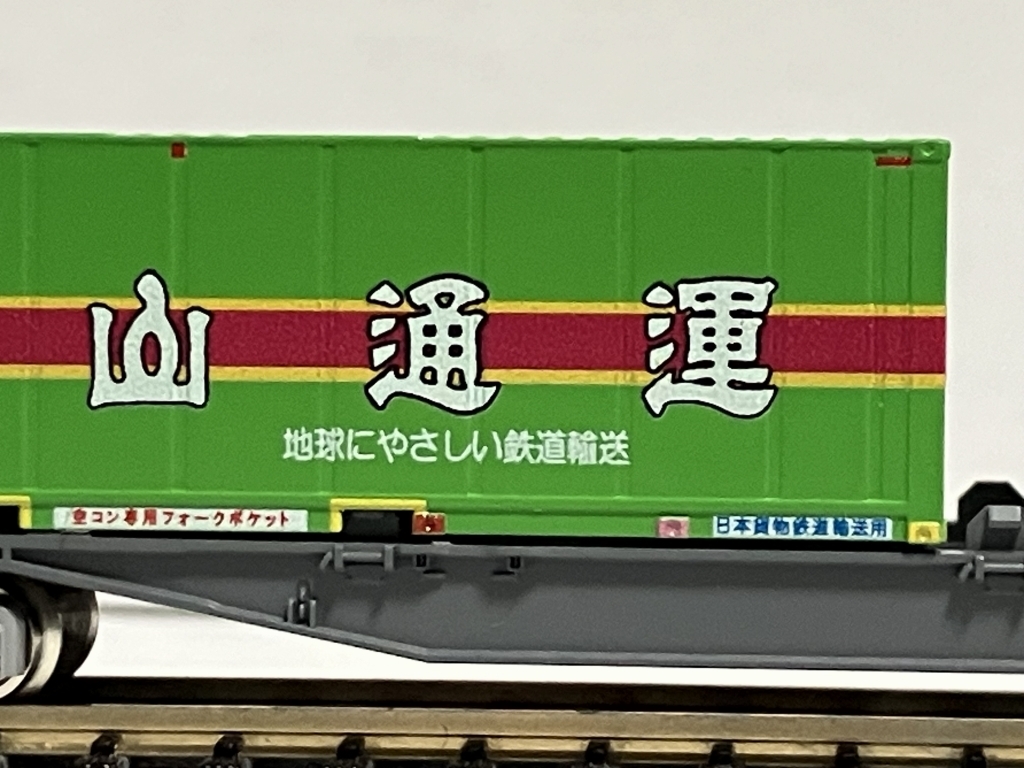 山通運
地球にやさしい鉄道輸送
空コン専用フォークポケット
日本貨物鉄道輸送用